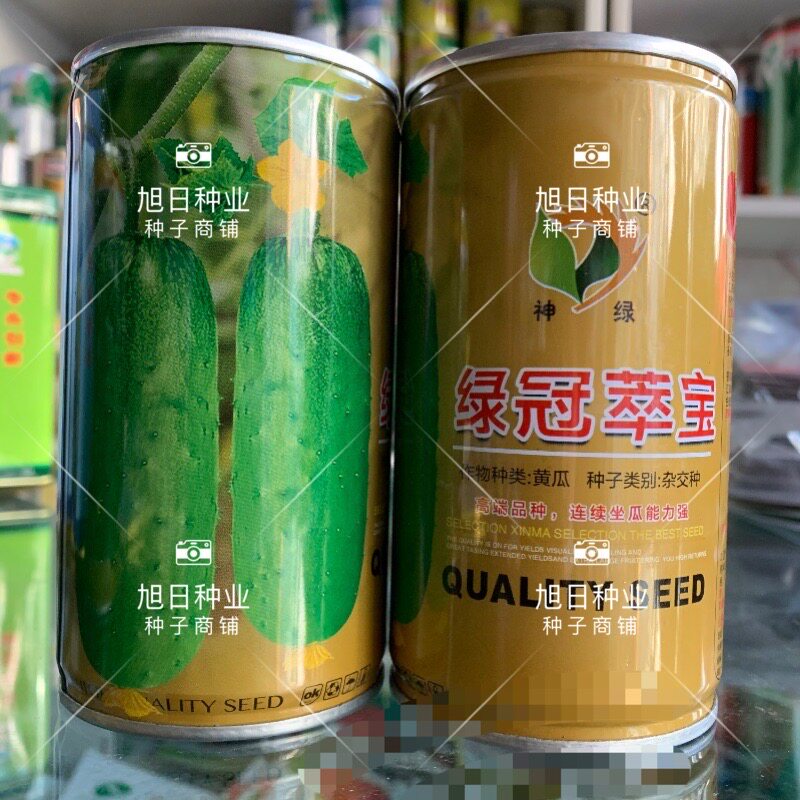 旭日种业
种子商铺
旭日种业
种子商铺
神 绿
绿冠萃宝
作物种类:黄瓜 种子类别:杂交种
高端品种，连续坐瓜能力强
SELECTION XINMA SELECTION THE BEST SEED
QUALITY SEED
旭日种业
种子商铺
旭日种业
种子商铺
QUALITY SEED
ok